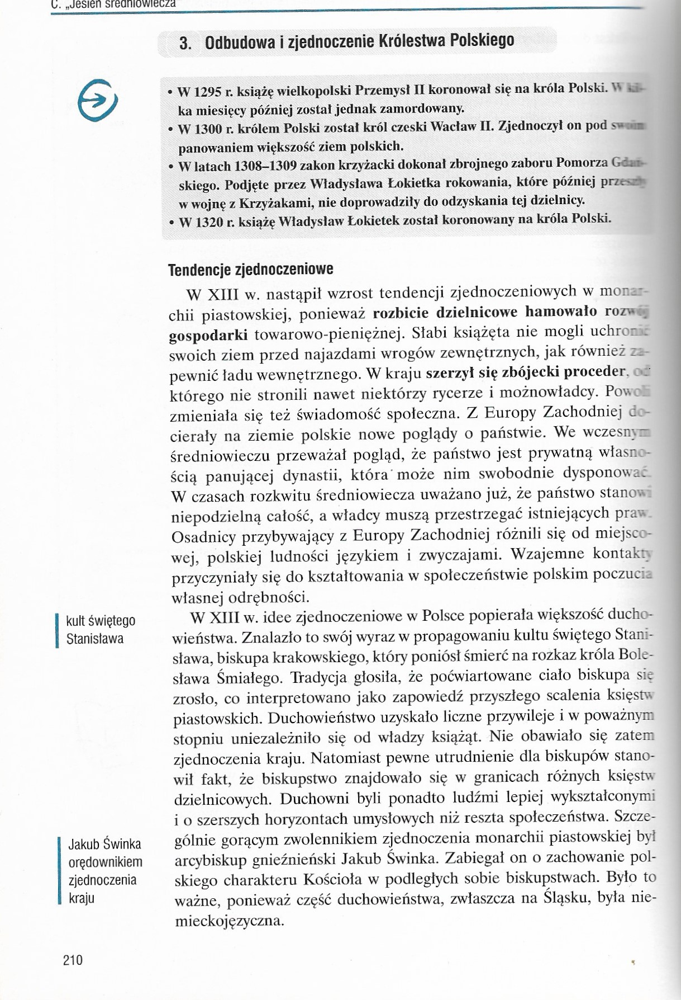 C. „Jesień średniowiecza
3. Odbudowa i zjednoczenie Królestwa Polskiego
• W 1295 r. książę wielkopolski Przemysł II koronował się na króla Polski. W kil-
ka miesięcy później został jednak zamordowany.
• W 1300 r. królem Polski został król czeski Wacław II. Zjednoczył on pod swoim
panowaniem większość ziem polskich.
• W latach 1308–1309 zakon krzyżacki dokonał zbrojnego zaboru Pomorza Gdań-
skiego. Podjęte przez Władysława Łokietka rokowania, które później przeszły
w wojnę z Krzyżakami, nie doprowadziły do odzyskania tej dzielnicy.
• W 1320 r. książę Władysław Łokietek został koronowany na króla Polski.
Tendencje zjednoczeniowe
W XIII w. nastąpił wzrost tendencji zjednoczeniowych w monar-
chii piastowskiej, ponieważ rozbicie dzielnicowe hamowało rozwój
gospodarki towarowo-pieniężnej. Słabi książęta nie mogli uchronić
swoich ziem przed najazdami wrogów zewnętrznych, jak również za-
pewnić ładu wewnętrznego. W kraju szerzył się zbójecki proceder, od
którego nie stronili nawet niektórzy rycerze i możnowładcy. Powoli
zmieniała się też świadomość społeczna. Z Europy Zachodniej do-
cierały na ziemie polskie nowe poglądy o państwie. We wczesnym
średniowieczu przeważał pogląd, że państwo jest prywatną własno-
ścią panującej dynastii, która może nim swobodnie dysponować.
W czasach rozkwitu średniowiecza uważano już, że państwo stanowi
niepodzielną całość, a władcy muszą przestrzegać istniejących praw.
Osadnicy przybywający z Europy Zachodniej różnili się od miejsco-
wej, polskiej ludności językiem i zwyczajami. Wzajemne kontakty
przyczyniały się do kształtowania w społeczeństwie polskim poczucia
własnej odrębności.
kult świętego
Stanisława
W XIII w. idee zjednoczeniowe w Polsce popierała większość ducho-
wieństwa. Znalazło to swój wyraz w propagowaniu kultu świętego Stani-
sława, biskupa krakowskiego, który poniósł śmierć na rozkaz króla Bole-
sława Śmiałego. Tradycja głosiła, że poćwiartowane ciało biskupa się
zrosło, co interpretowano jako zapowiedź przyszłego scalenia księstw
piastowskich. Duchowieństwo uzyskało liczne przywileje i w poważnym
stopniu uniezależniło się od władzy książąt. Nie obawiało się zatem
zjednoczenia kraju. Natomiast pewne utrudnienie dla biskupów stano-
wił fakt, że biskupstwo znajdowało się w granicach różnych księstw
dzielnicowych. Duchowni byli ponadto ludźmi lepiej wykształconymi
i o szerszych horyzontach umysłowych niż reszta społeczeństwa. Szcze-
gólnie gorącym zwolennikiem zjednoczenia monarchii piastowskiej był
arcybiskup gnieźnieński Jakub Świnka. Zabiegał on o zachowanie pol-
skiego charakteru Kościoła w podległych sobie biskupstwach. Było to
ważne, ponieważ część duchowieństwa, zwłaszcza na Śląsku, była nie-
mieckojęzyczna.
Jakub Świnka
orędownikiem
zjednoczenia
kraju
210